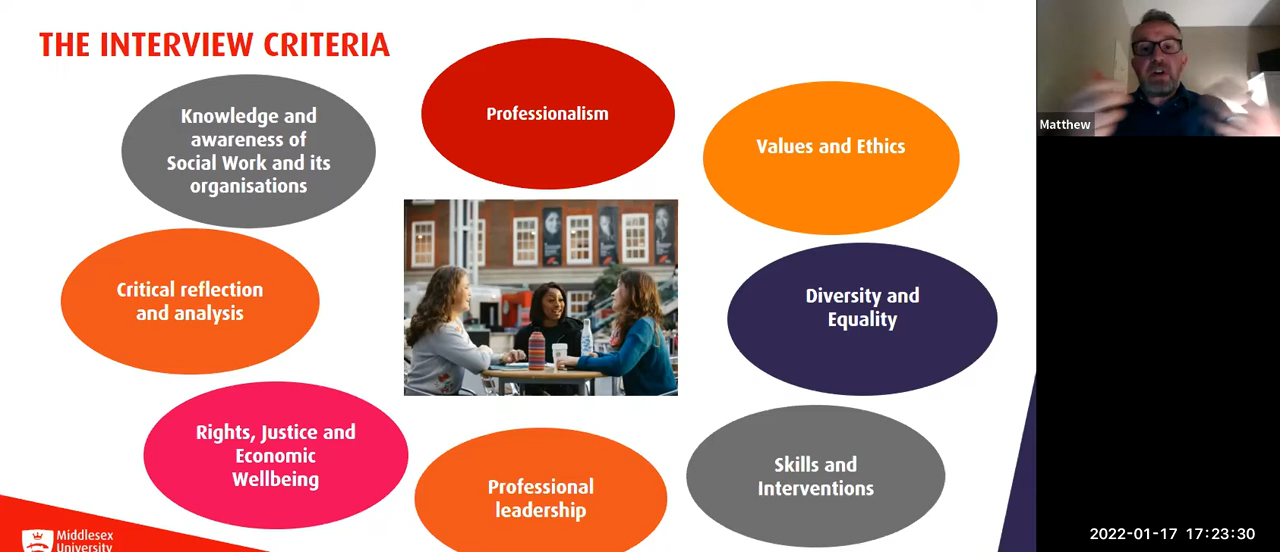 THE INTERVIEW CRITERIA
Knowledge and
awareness of
Social Work and its
organisations
Professionalism
Values and Ethics
Critical reflection
and analysis
Diversity and
Equality
Rights, Justice and
Economic
Wellbeing
Professional
leadership
Skills and
Interventions
Middlesex
University
Matthew
2022-01-17 17:23:30